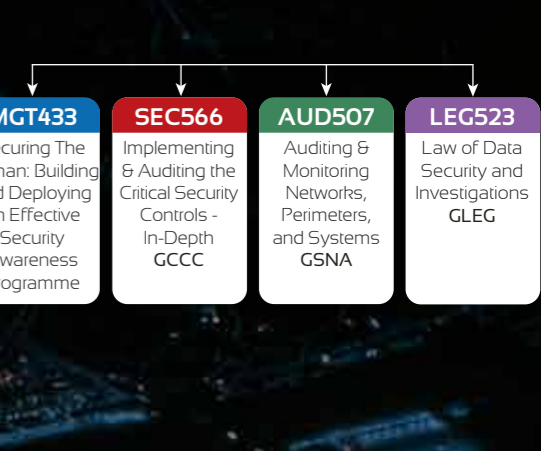 MGT433
curing The
man: Building
d Deploying
n Effective
Security
wareness
ogramme
SEC566
Implementing
& Auditing the
Critical Security
Controls -
In-Depth
GCCC
AUD507
Auditing &
Monitoring
Networks,
Perimeters,
and Systems
GSNA
LEG523
Law of Data
Security and
Investigations
GLEG